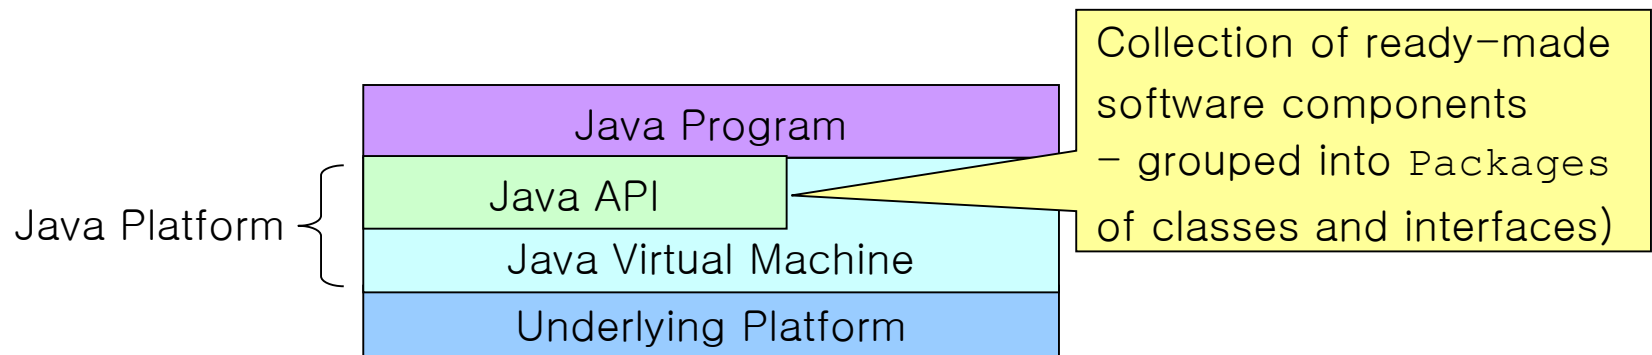 Collection of ready-made
software components
- grouped into Packages
of classes and interfaces)
Java Program
Java API
Java Platform
Java Virtual Machine
Underlying Platform